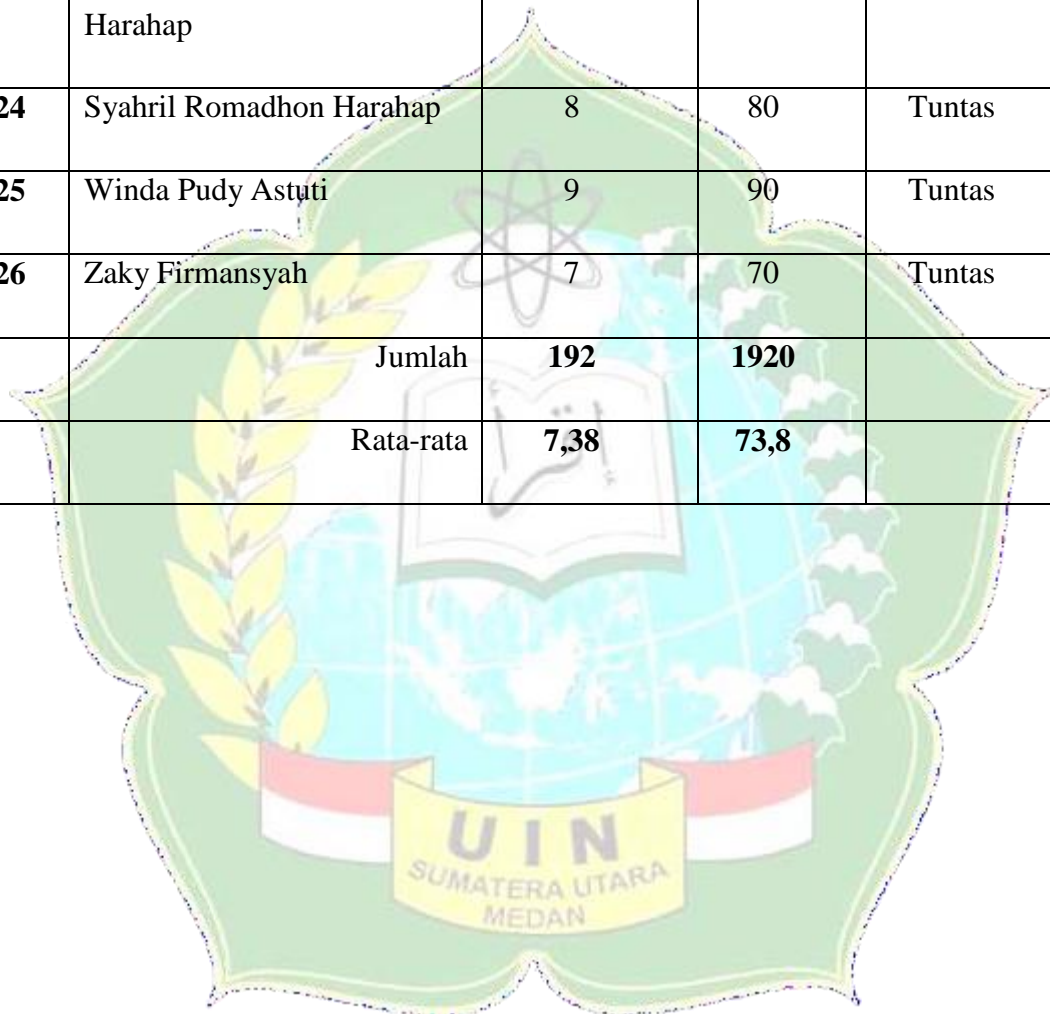 Harahap
24 Syahril Romadhon Harahap 8 80 Tuntas
25 Winda Pudy Astuti 9 90 Tuntas
26 Zaky Firmansyah 7 70 Tuntas
Jumlah 192 1920
Rata-rata 7,38 73,8
UIN
SUMATERA UTARA
MEDAN